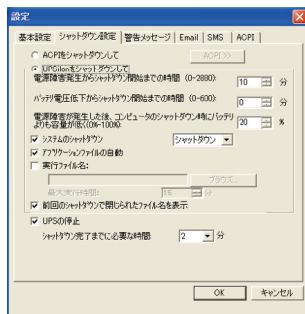 設定
基本設定 シャットダウン設定 警告メッセージ Email SMS ACPI
ACPIをシャットダウンして ACPI >>
UPSilonをシャットダウンして
電源障害発生からシャットダウン開始までの時間 (0-2880): 10 分
バッテリ電圧低下からシャットダウン開始までの時間 (0-600): 0 分
電源障害が発生した後、コンピュータのシャットダウン時にバッテリ
よりも容量が低く(0%-100%): 20 %
システムのシャットダウン シャットダウン
アプリケーションファイルの自動
実行ファイル名:
ブラウズ...
最大実行時間: 15 分
前回のシャットダウンで閉じられたファイル名を表示
UPSの停止
シャットダウン完了までに必要な時間: 2 分
OK キャンセル